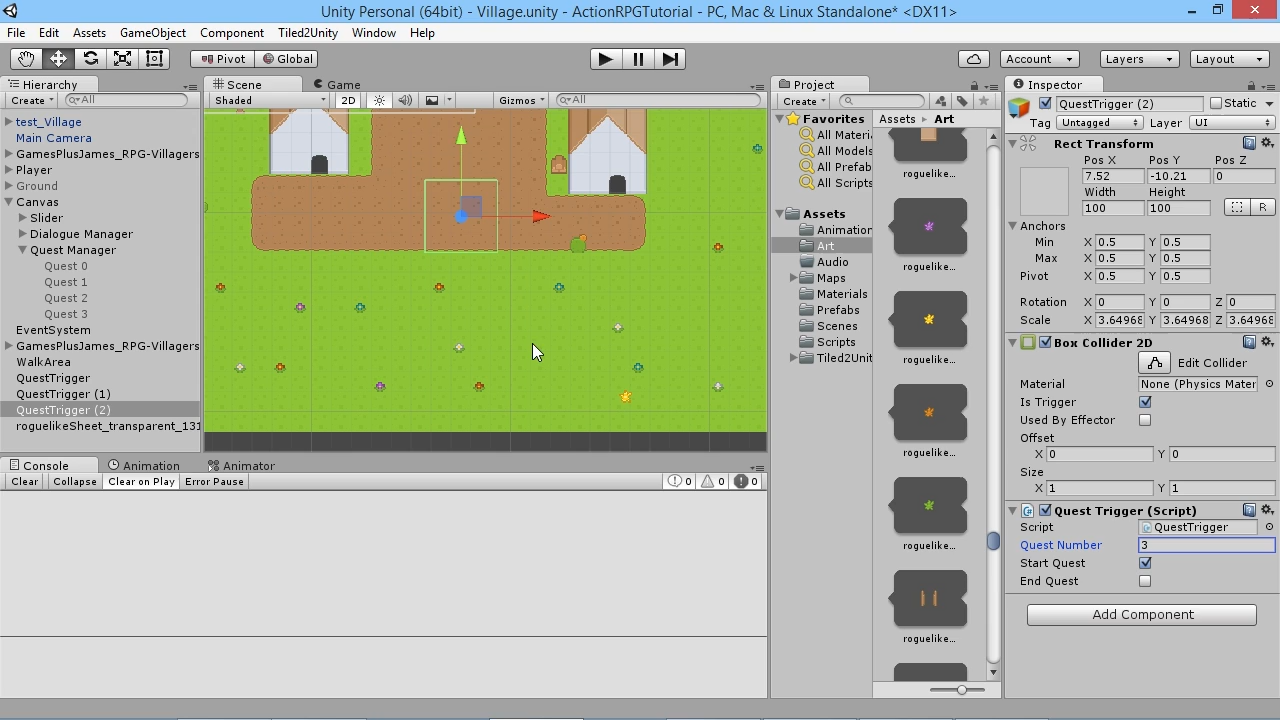 Unity Personal (64bit) - Village.unity - ActionRPGTutorial - PC, Mac & Linux Standalone* <DX11>
File Edit Assets GameObject Component Tiled2Unity Window Help
Pivot Global Account Layers Layout
Hierarchy
Create All
test_Village
Main Camera
GamesPlusJames_RPG-Villagers
Player
Ground
Canvas
Slider
Dialogue Manager
Quest Manager
Quest 0
Quest 1
Quest 2
Quest 3
EventSystem
GamesPlusJames_RPG-Villagers
WalkArea
QuestTrigger
QuestTrigger (1)
QuestTrigger (2)
roguelikeSheet_transparent_131
Scene Game
Shaded 2D Gizmos All
Console Animation Animator
Clear Collapse Clear on Play Error Pause 0 0 0
Project
Create
Favorites
All Materi
All Models
All Prefab
All Scripts
Assets
Animation
Art
Audio
Maps
Materials
Prefabs
Scenes
Scripts
Tiled2Unit
Assets Art
roguelike...
roguelike...
roguelike...
roguelike...
roguelike...
roguelike...
Inspector
QuestTrigger (2) Static
Tag Untagged Layer UI
Rect Transform
Pos X Pos Y Pos Z
7.52 -10.21 0
Width Height
100 100 R
Anchors
Min X 0.5 Y 0.5
Max X 0.5 Y 0.5
Pivot X 0.5 Y 0.5
Rotation X 0 Y 0 Z 0
Scale X 3.64968 Y 3.64968 Z 3.64968
Box Collider 2D
Edit Collider
Material None (Physics Mater
Is Trigger
Used By Effector
Offset
X 0 Y 0
Size
X 1 Y 1
Quest Trigger (Script)
Script QuestTrigger
Quest Number 3
Start Quest
End Quest
Add Component